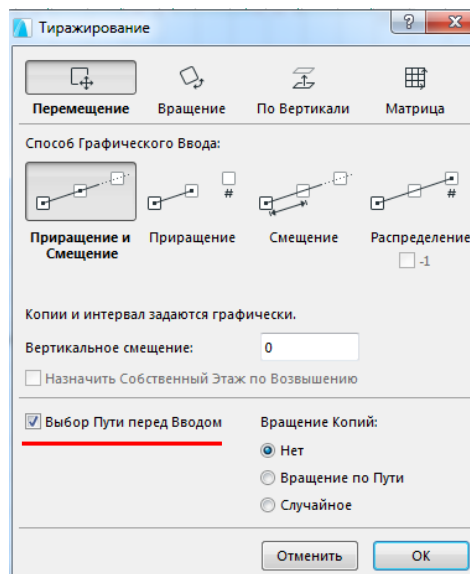 Тиражирование
?
X
Перемещение Вращение По Вертикали Матрица
Способ Графического Ввода:
# #
Приращение и Смещение Приращение Смещение Распределение
-1
Копии и интервал задаются графически.
Вертикальное смещение: 0
Назначить Собственный Этаж по Возвышению
Выбор Пути перед Вводом Вращение Копий:
Нет
Вращение по Пути
Случайное
Отменить OK